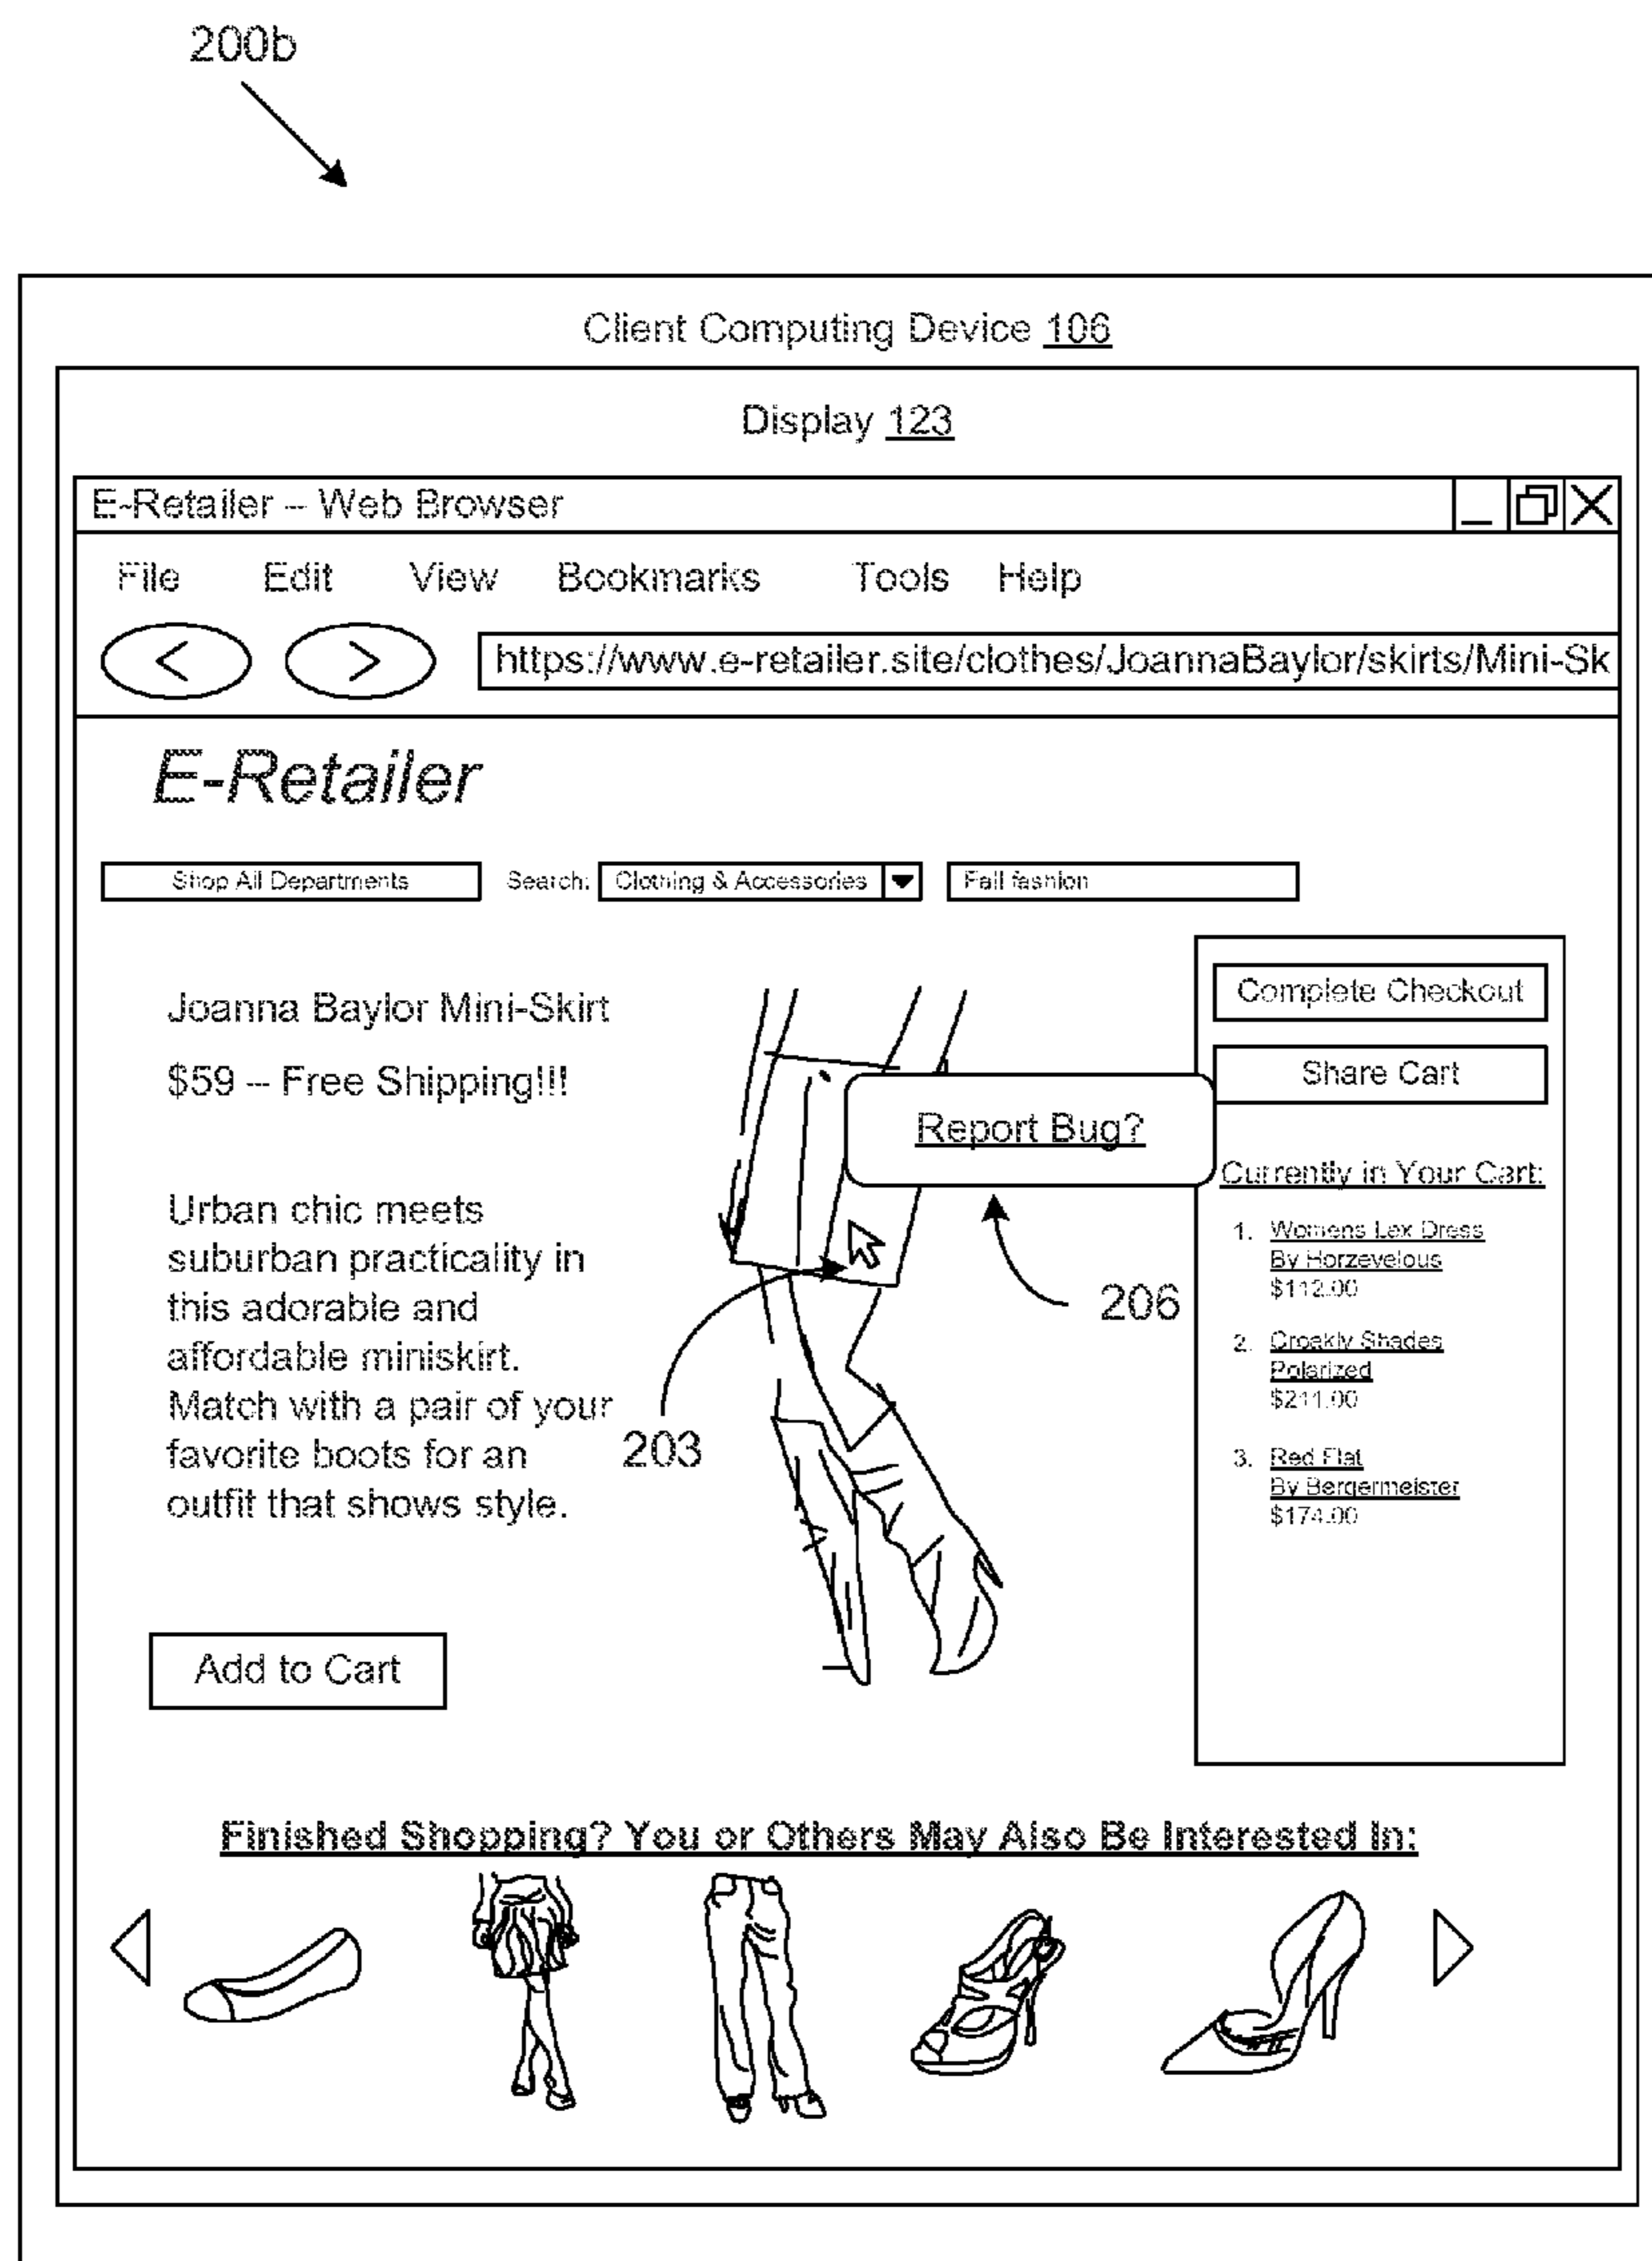 200b
Client Computing Device 106
Display 123
E-Retailer – Web Browser
File Edit View Bookmarks Tools Help
< > https://www.e-retailer.site/clothes/JoannaBaylor/skirts/Mini-Sk
E-Retailer
Shop All Departments Search: Clothing & Accessories Fall fashion
Joanna Baylor Mini-Skirt
$59 – Free Shipping!!!
Urban chic meets
suburban practicality in
this adorable and
affordable miniskirt.
Match with a pair of your
favorite boots for an
outfit that shows style.
Add to Cart
Report Bug?
206
203
Complete Checkout
Share Cart
Currently in Your Cart:
1. Womens Lax Dress
By Horzevelous
$112.00
2. Croakly Shades
Polarized
$211.00
3. Red Flat
By Bergermeister
$174.00
Finished Shopping? You or Others May Also Be Interested In: